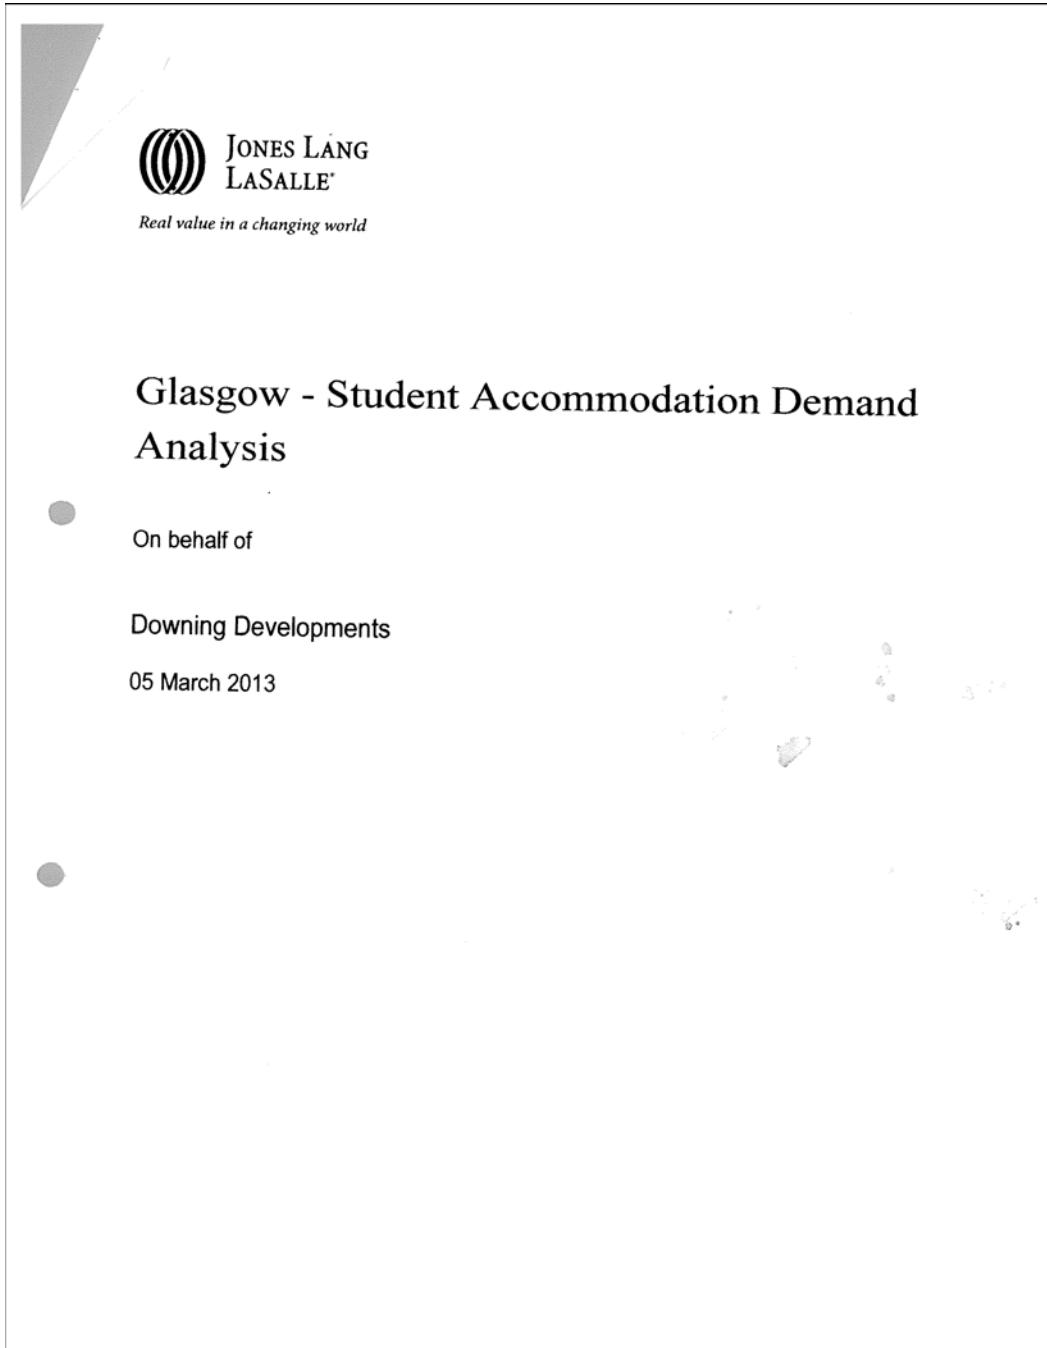 JONES LANG
LASALLE®
Real value in a changing world
Glasgow - Student Accommodation Demand
Analysis
On behalf of
Downing Developments
05 March 2013